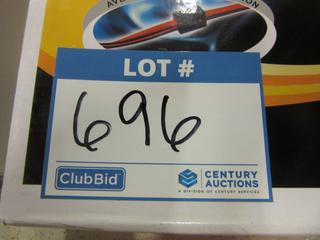 LOT #
696
ClubBid
CENTURY
AUCTIONS
A DIVISION OF CENTURY SERVICES